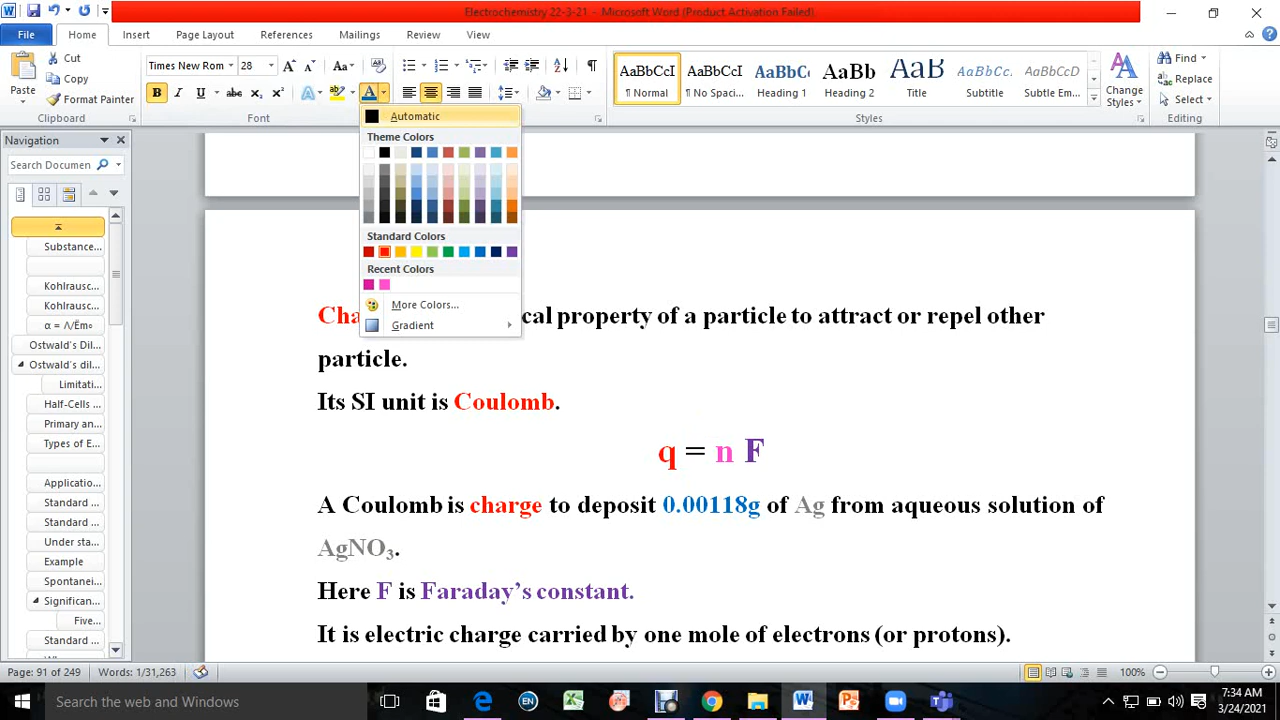 Electrochemistry 22-3-21 - Microsoft Word (Product Activation Failed)
File Home Insert Page Layout References Mailings Review View
Paste
Cut
Copy
Format Painter
Clipboard
Times New Rom 28
Font
AaBbCcI AaBbCcI AaBbCc AaBb AaB AaBbCcI AaBbCcD
¶ Normal ¶ No Spaci... Heading 1 Heading 2 Title Subtitle Subtle Em...
Change Styles
Styles
Find
Replace
Select
Editing
Navigation
Search Documen
Substance...
Kohlrausc...
Kohlrausc...
α = Λ/Ëm∘
Ostwald's Dil...
Ostwald's dil...
Limitati...
Half-Cells ...
Primary an...
Applicatio...
Standard ...
Standard ...
Under sta...
Example
Spontanei...
Significan...
Five...
Standard ...
Automatic
Theme Colors
Standard Colors
Recent Colors
More Colors...
Gradient
Cha cal property of a particle to attract or repel other
particle.
Its SI unit is Coulomb.
q = n F
A Coulomb is charge to deposit 0.00118g of Ag from aqueous solution of
AgNO₃.
Here F is Faraday's constant.
It is electric charge carried by one mole of electrons (or protons).
Page: 91 of 249 Words: 1/31,263 100%
Search the web and Windows
7:34 AM
3/24/2021